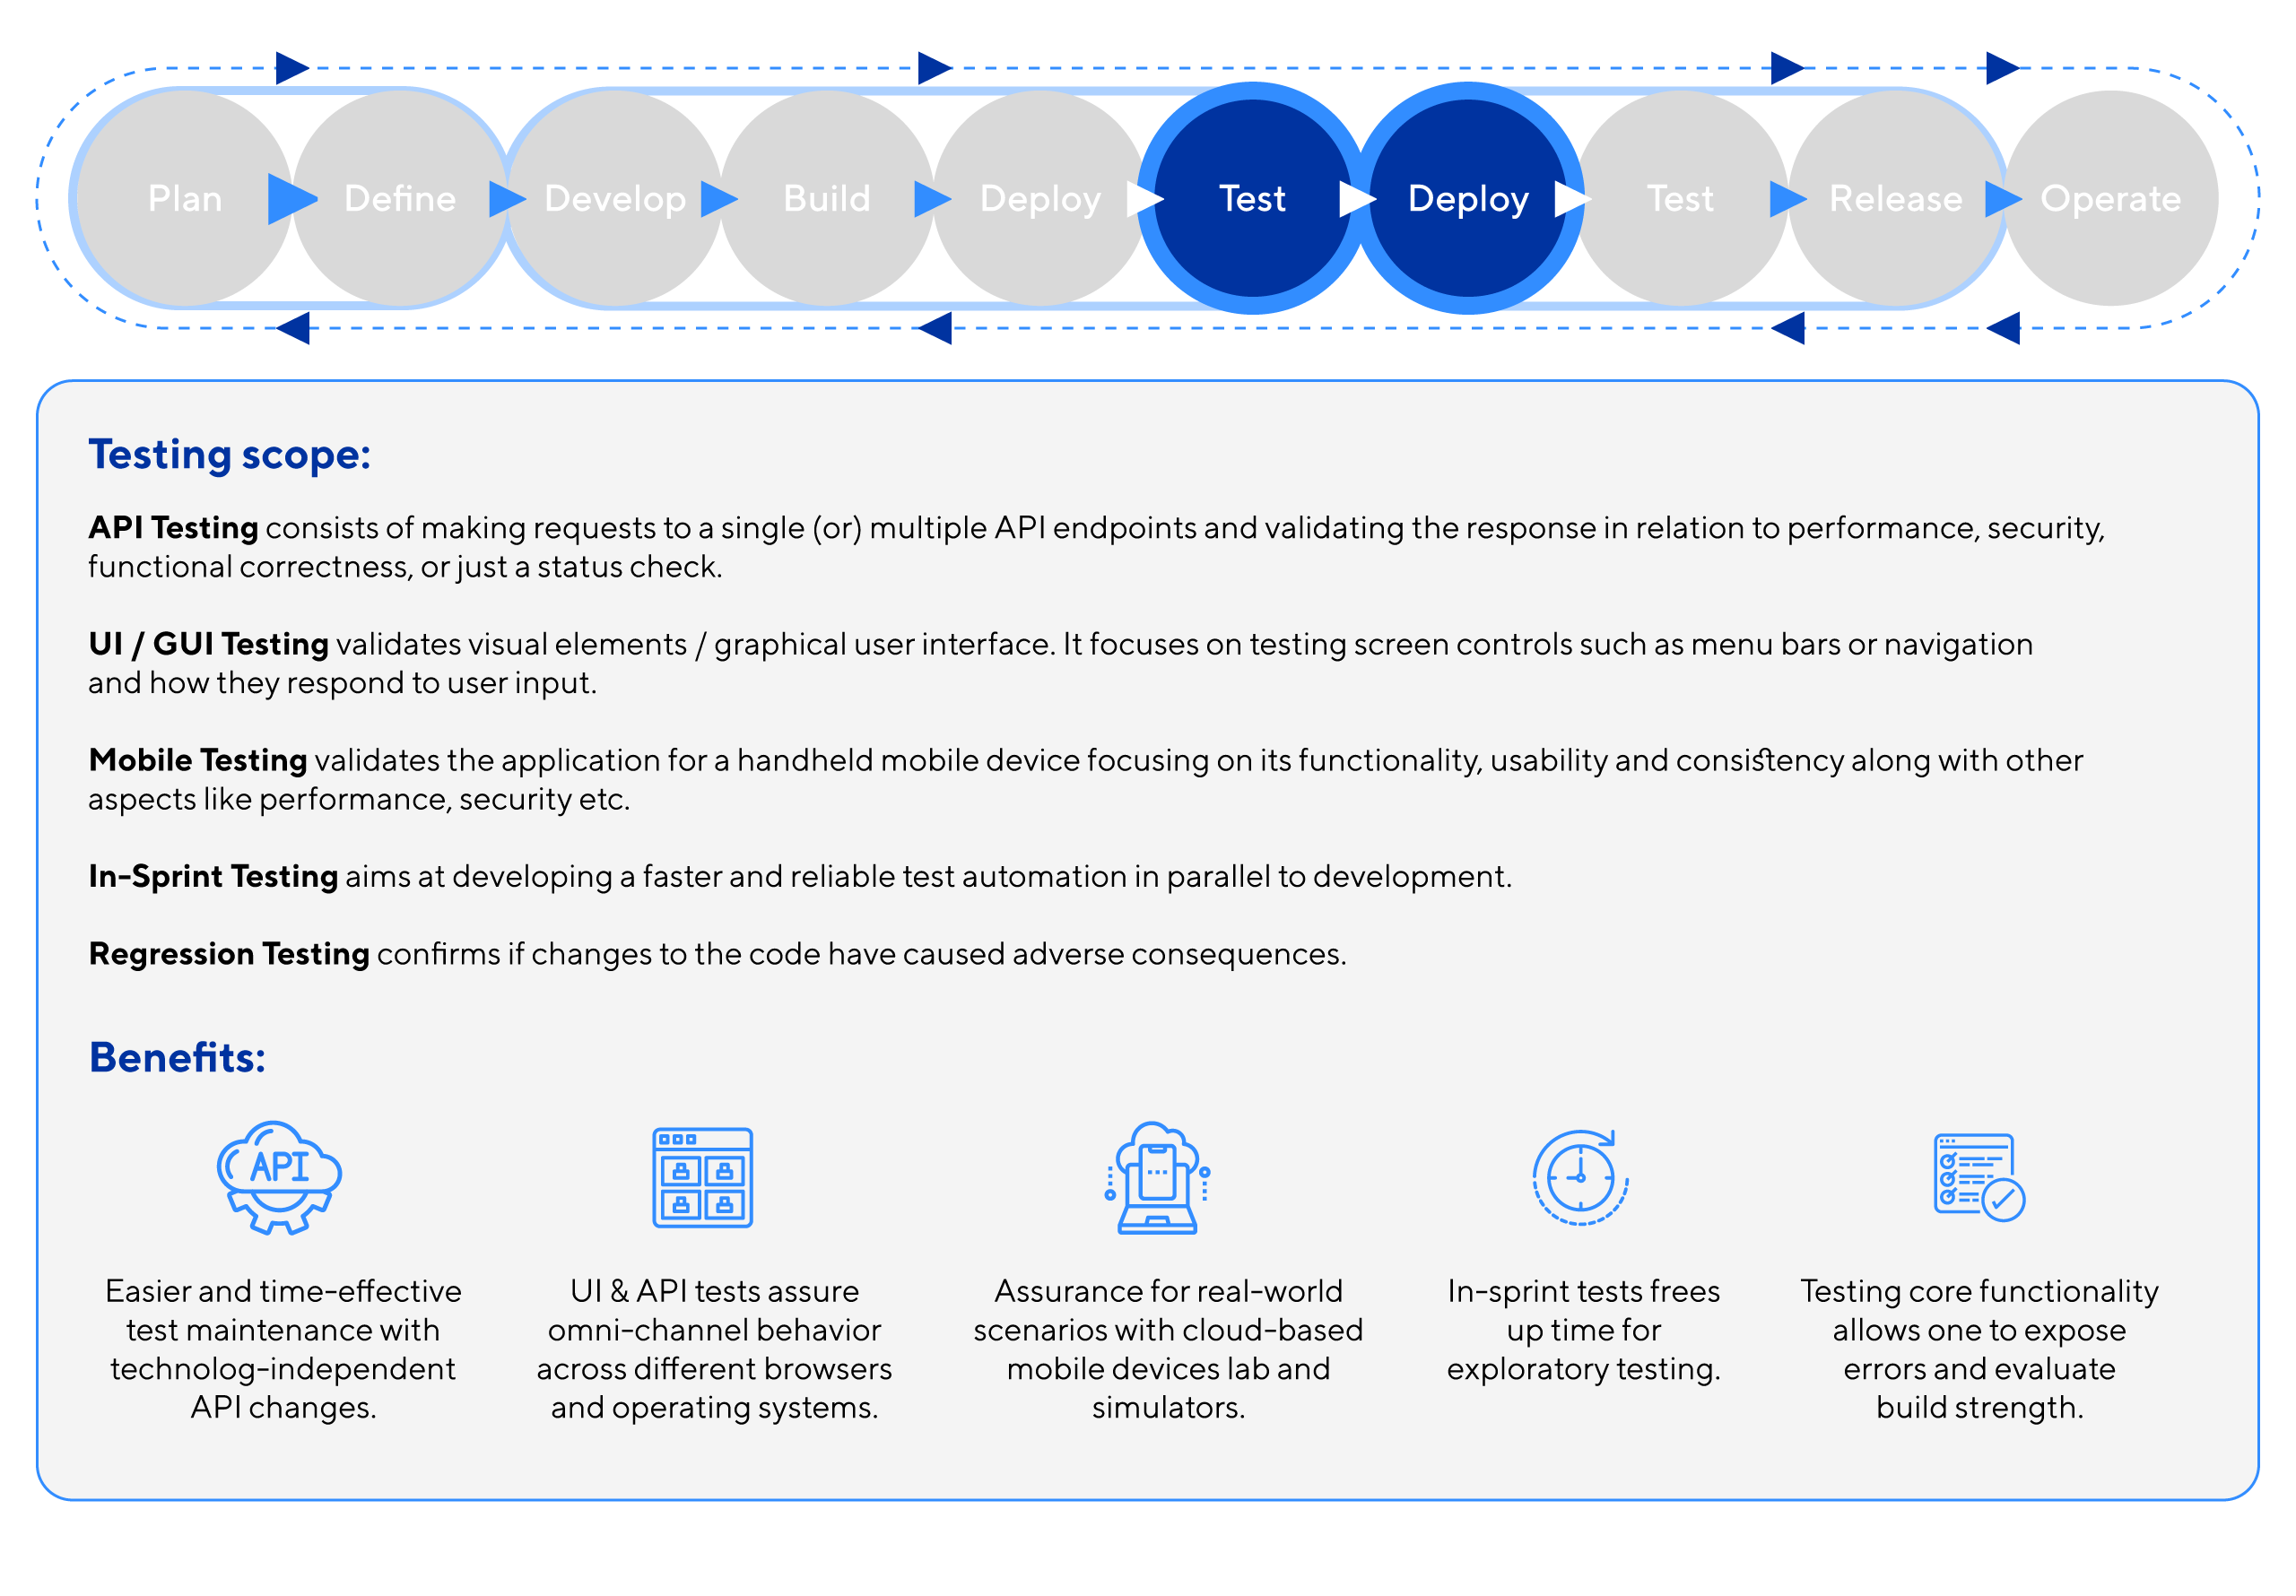 Plan
Define
Develop
Build
Deploy
Test
Deploy
Test
Release
Operate
Testing scope:
API Testing consists of making requests to a single (or) multiple API endpoints and validating the response in relation to performance, security,
functional correctness, or just a status check.
UI / GUI Testing validates visual elements / graphical user interface. It focuses on testing screen controls such as menu bars or navigation
and how they respond to user input.
Mobile Testing validates the application for a handheld mobile device focusing on its functionality, usability and consistency along with other
aspects like performance, security etc.
In-Sprint Testing aims at developing a faster and reliable test automation in parallel to development.
Regression Testing confirms if changes to the code have caused adverse consequences.
Benefits:
API
Easier and time-effective
test maintenance with
technolog-independent
API changes.
UI & API tests assure
omni-channel behavior
across different browsers
and operating systems.
Assurance for real-world
scenarios with cloud-based
mobile devices lab and
simulators.
In-sprint tests frees
up time for
exploratory testing.
Testing core functionality
allows one to expose
errors and evaluate
build strength.